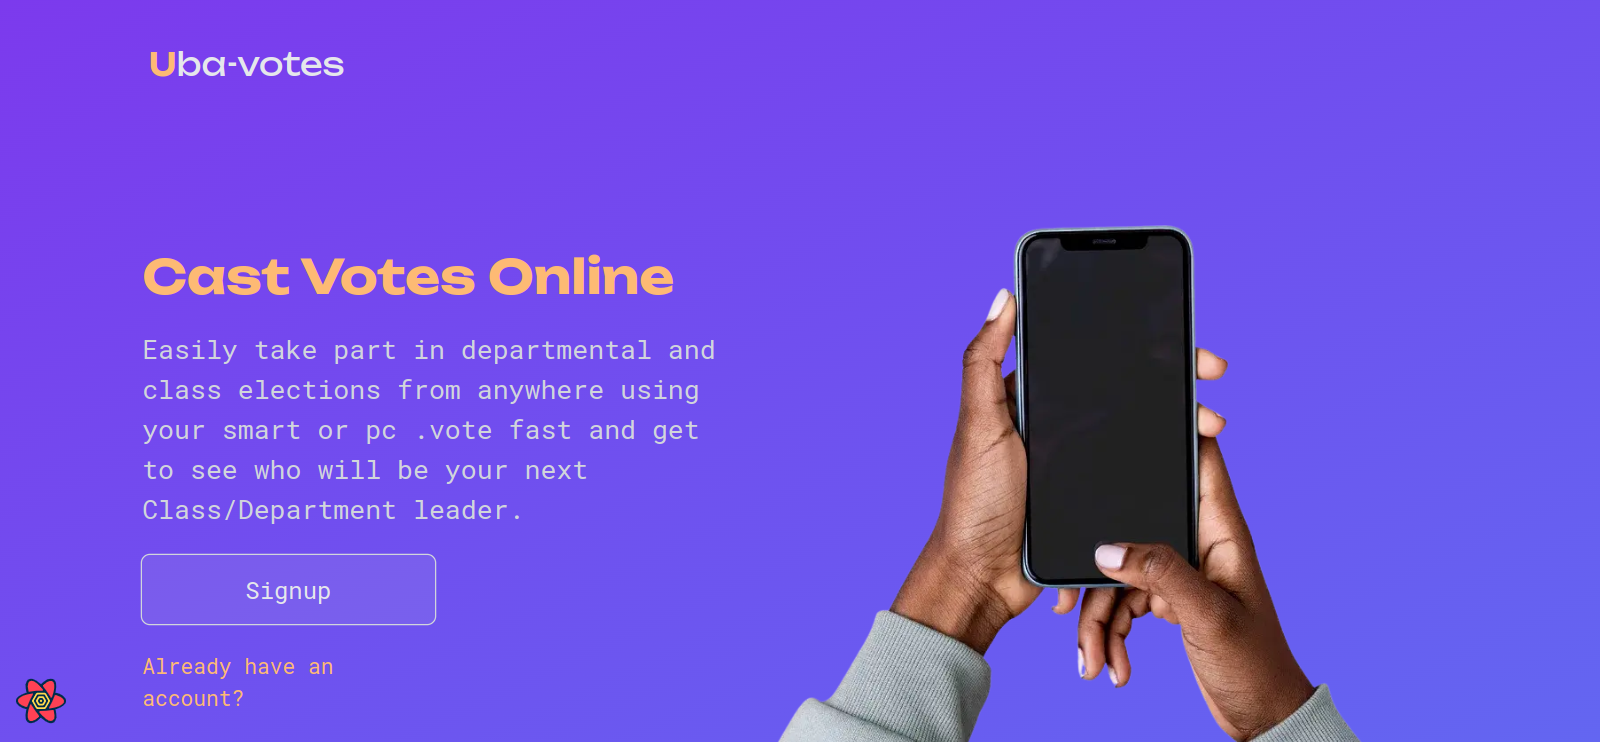 Uba-votes
Cast Votes Online
Easily take part in departmental and
class elections from anywhere using
your smart or pc .vote fast and get
to see who will be your next
Class/Department leader.
Signup
Already have an
account?